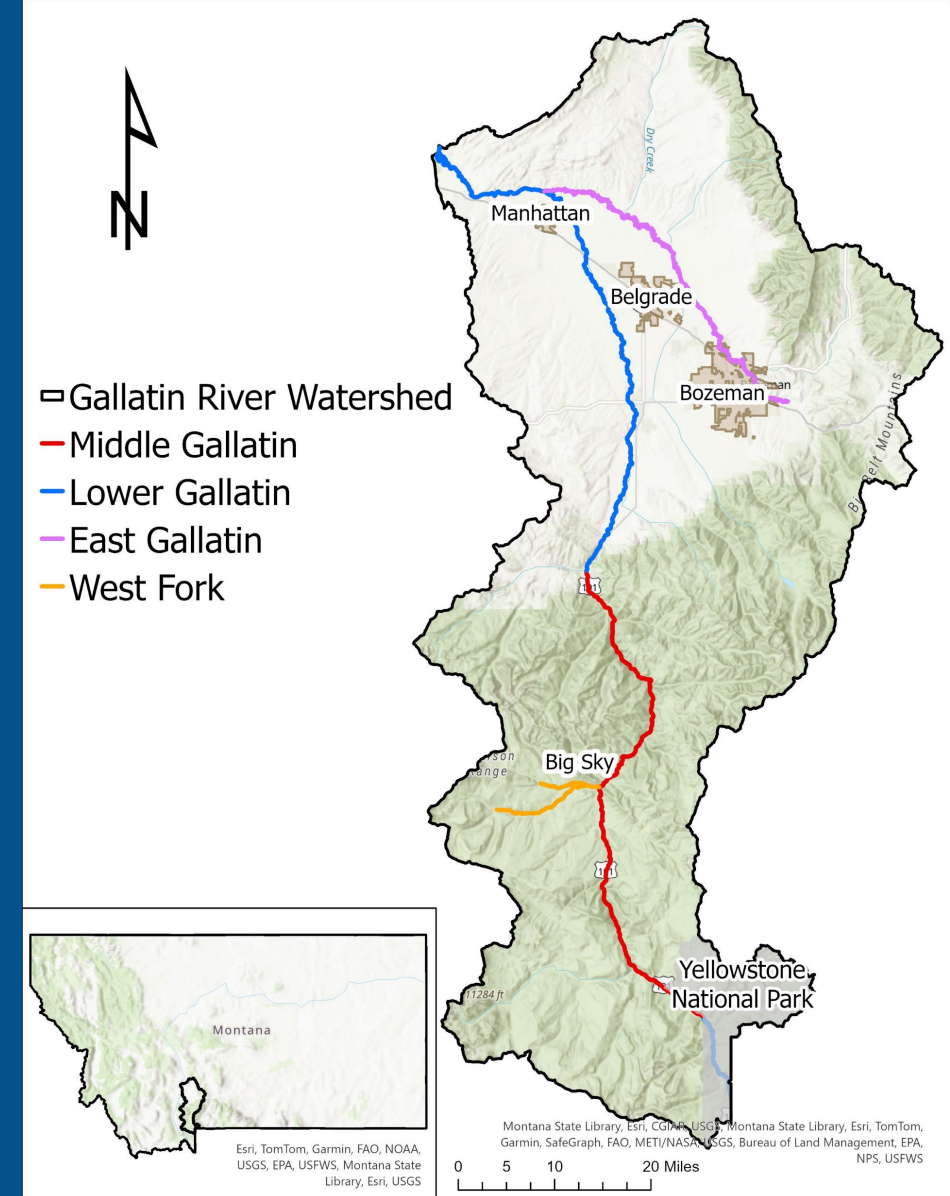 N
Gallatin River Watershed
Middle Gallatin
Lower Gallatin
East Gallatin
West Fork
Dry Creek
Manhattan
Belgrade
Bozeman
Belt Mountains
Big Sky
11284 ft
Yellowstone
National Park
Montana
Esri, TomTom, Garmin, FAO, NOAA,
USGS, EPA, USFWS, Montana State
Library, Esri, USGS
Montana State Library, Esri, CGIAR, USGS, Montana State Library, Esri, TomTom,
Garmin, SafeGraph, FAO, METI/NASA, USGS, Bureau of Land Management, EPA,
NPS, USFWS
0 5 10 20 Miles